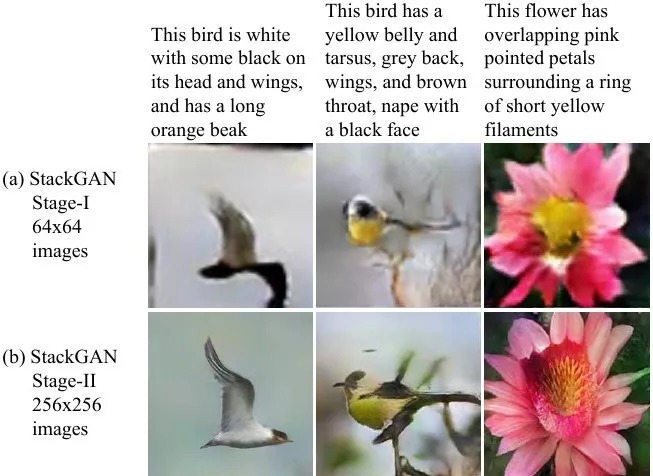 This bird is white
with some black on
its head and wings,
and has a long
orange beak
This bird has a
yellow belly and
tarsus, grey back,
wings, and brown
throat, nape with
a black face
This flower has
overlapping pink
pointed petals
surrounding a ring
of short yellow
filaments
(a) StackGAN
Stage-I
64x64
images
(b) StackGAN
Stage-II
256x256
images